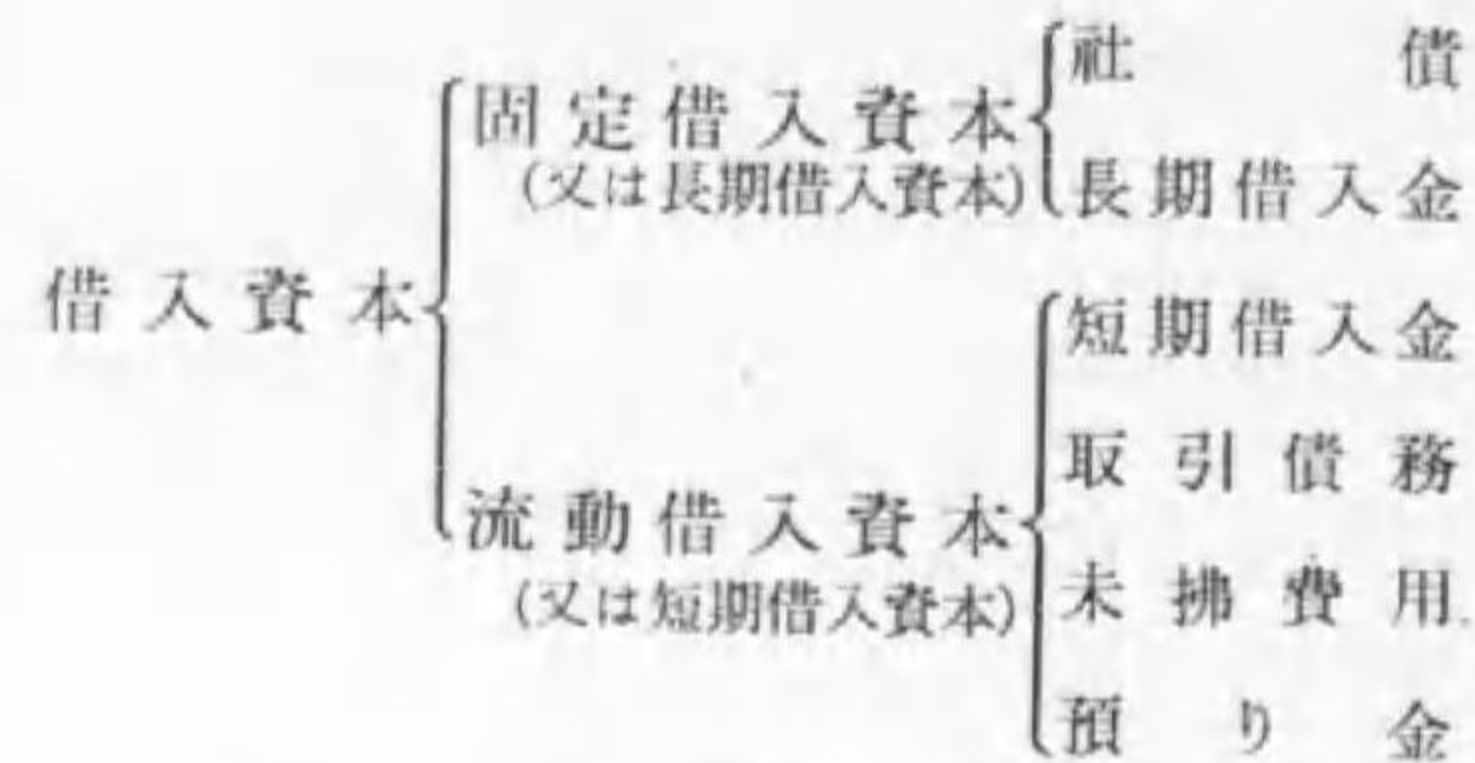 借入資本
固定借入資本
(又は長期借入資本)
社債
長期借入金
流動借入資本
(又は短期借入資本)
短期借入金
取引債務
未拂費用
預り金